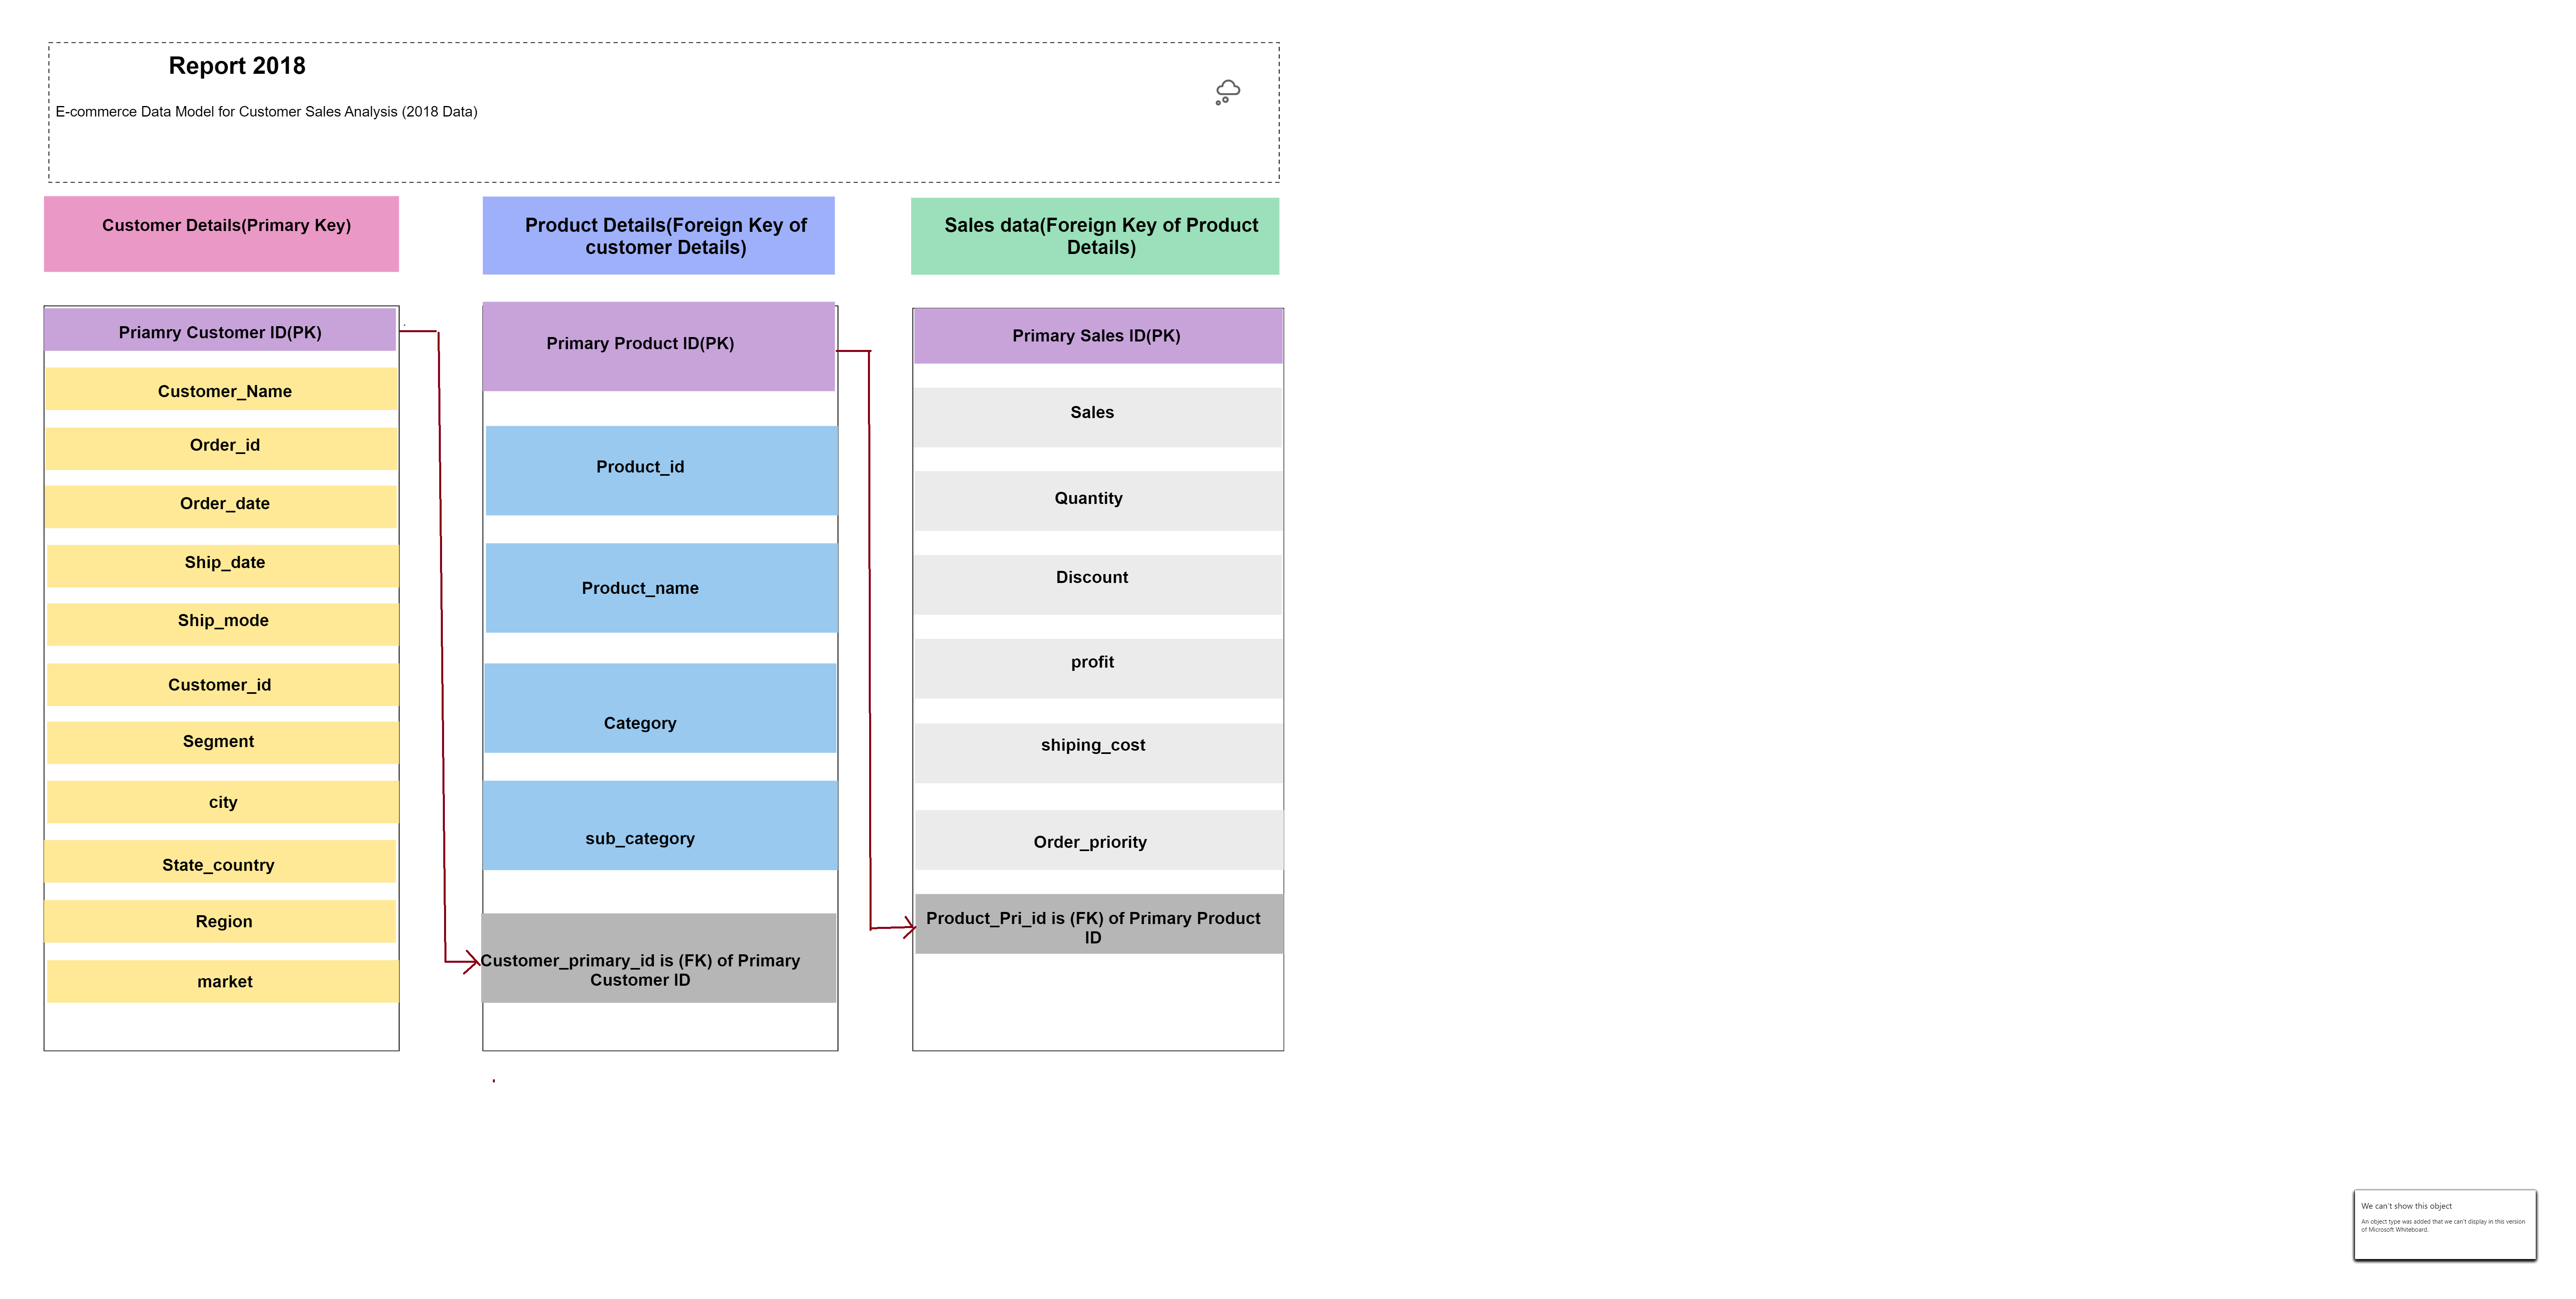 Report 2018
E-commerce Data Model for Customer Sales Analysis (2018 Data)
Customer Details(Primary Key)
Product Details(Foreign Key of
customer Details)
Sales data(Foreign Key of Product
Details)
Priamry Customer ID(PK)
Customer_Name
Order_id
Order_date
Ship_date
Ship_mode
Customer_id
Segment
city
State_country
Region
market
Primary Product ID(PK)
Product_id
Product_name
Category
sub_category
Customer_primary_id is (FK) of Primary
Customer ID
Primary Sales ID(PK)
Sales
Quantity
Discount
profit
shiping_cost
Order_priority
Product_Pri_id is (FK) of Primary Product
ID
We can't show this object
An object type was added that we can't display in this version
of Microsoft Whiteboard.